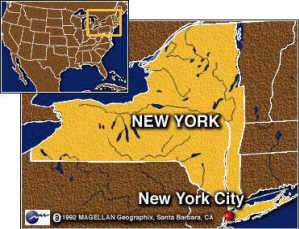 NEW YORK
New York City
© 1992 MAGELLAN Geographix, Santa Barbara, CA